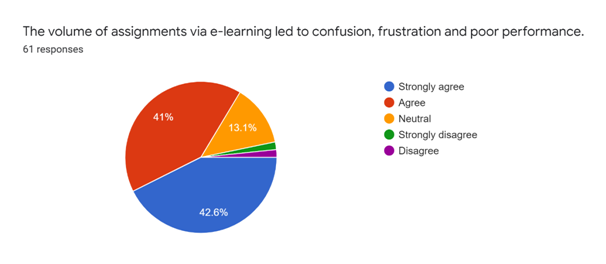 The volume of assignments via e-learning led to confusion, frustration and poor performance.
61 responses
Strongly agree
Agree
Neutral
Strongly disagree
Disagree
41%
13.1%
42.6%